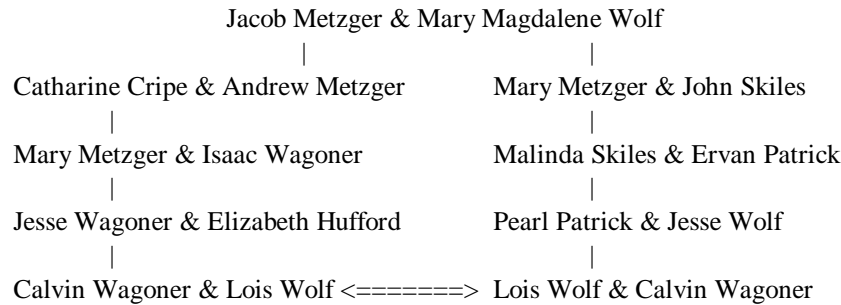 Jacob Metzger & Mary Magdalene Wolf
| |
Catharine Cripe & Andrew Metzger Mary Metzger & John Skiles
| |
Mary Metzger & Isaac Wagoner Malinda Skiles & Ervan Patrick
| |
Jesse Wagoner & Elizabeth Hufford Pearl Patrick & Jesse Wolf
| |
Calvin Wagoner & Lois Wolf <=======> Lois Wolf & Calvin Wagoner